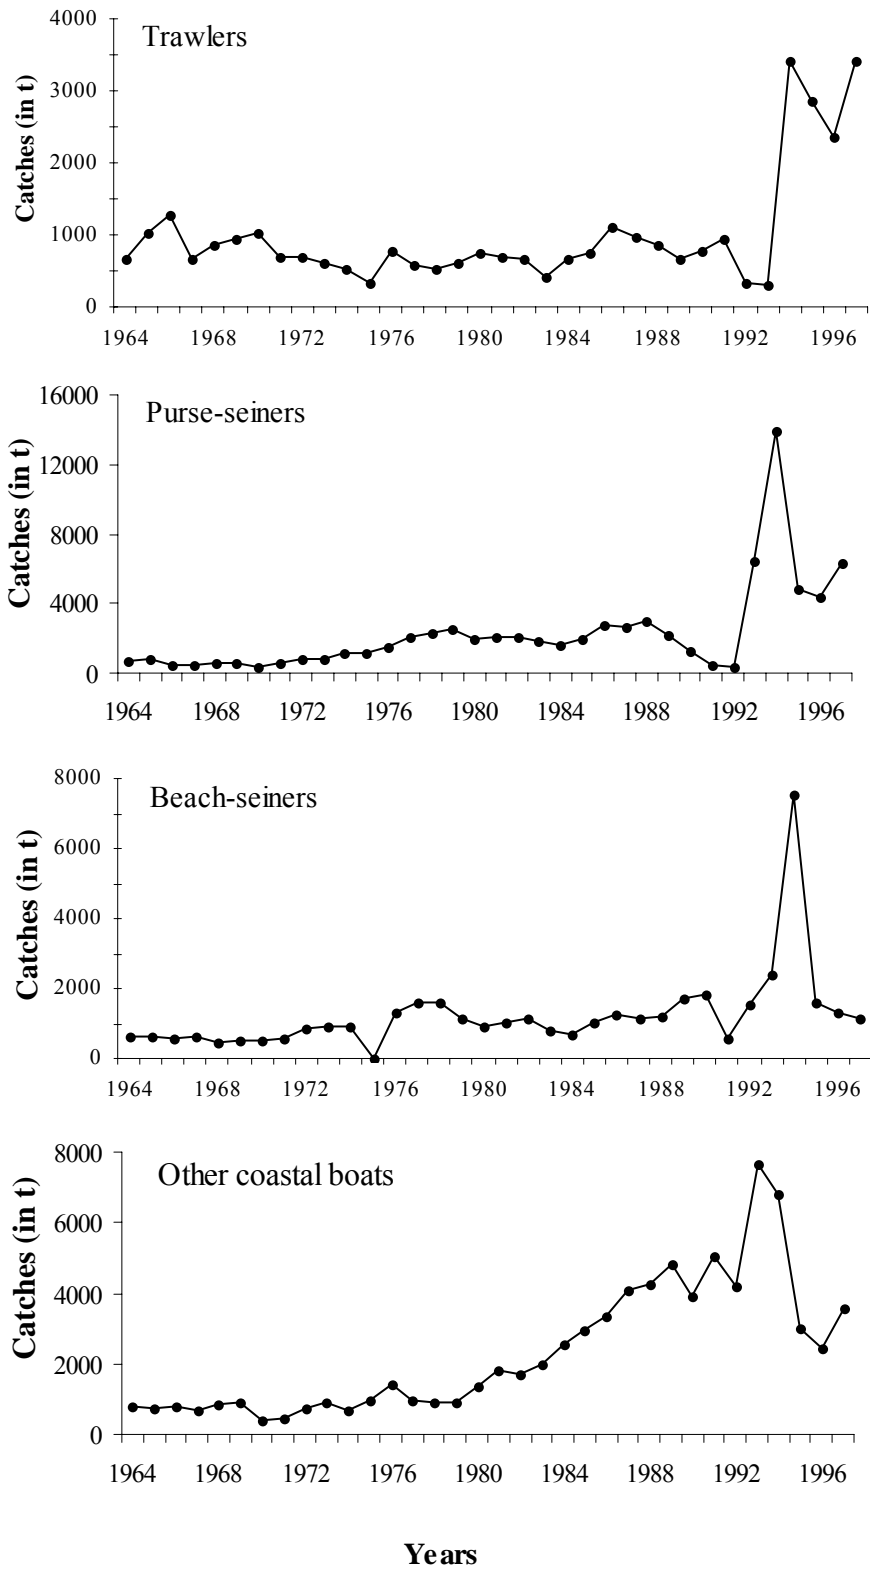 Trawlers
Catches (in t)
4000
3000
2000
1000
0
1964 1968 1972 1976 1980 1984 1988 1992 1996
Purse-seiners
Catches (in t)
16000
12000
8000
4000
0
1964 1968 1972 1976 1980 1984 1988 1992 1996
Beach-seiners
Catches (in t)
8000
6000
4000
2000
0
1964 1968 1972 1976 1980 1984 1988 1992 1996
Other coastal boats
Catches (in t)
8000
6000
4000
2000
0
1964 1968 1972 1976 1980 1984 1988 1992 1996
Years